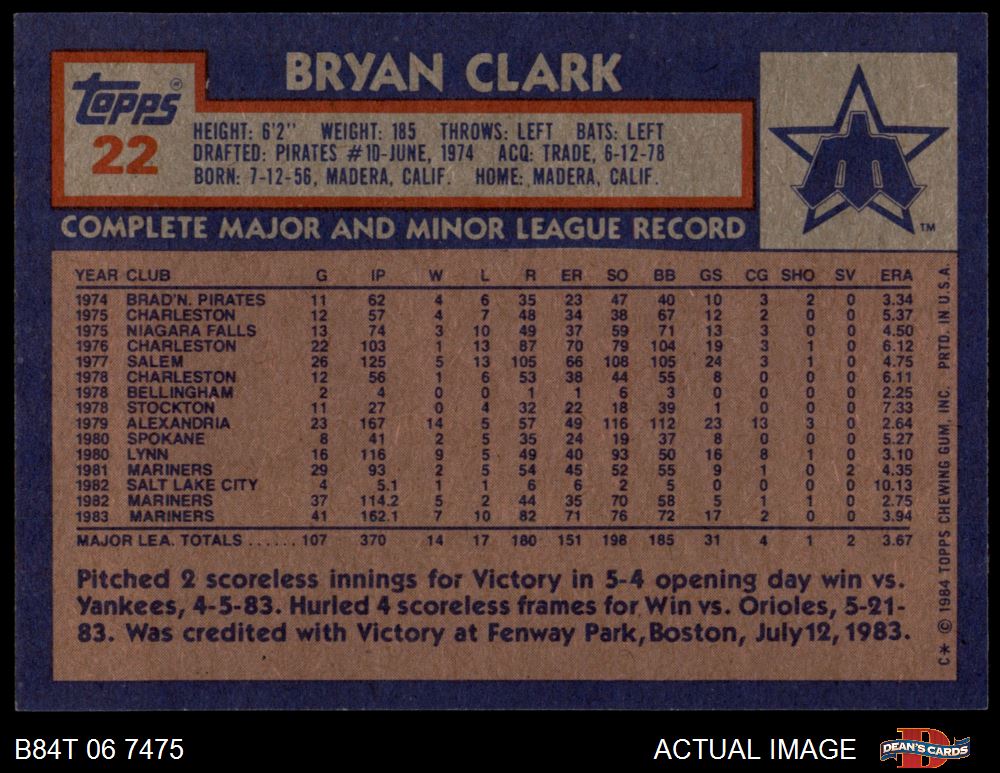 BRYAN CLARK
TOPPS
22
HEIGHT: 6'2" WEIGHT: 185 THROWS: LEFT BATS: LEFT
DRAFTED: PIRATES #10-JUNE, 1974 ACQ: TRADE, 6-12-78
BORN: 7-12-56, MADERA, CALIF. HOME: MADERA, CALIF.
M
TM
COMPLETE MAJOR AND MINOR LEAGUE RECORD
YEAR CLUB G IP W L R ER SO BB GS CG SHO SV ERA
1974 BRAD'N. PIRATES 11 62 4 6 35 23 47 40 10 3 2 0 3.34
1975 CHARLESTON 12 57 4 7 48 34 38 67 12 2 0 0 5.37
1975 NIAGARA FALLS 13 74 3 10 49 37 59 71 13 3 0 0 4.50
1976 CHARLESTON 22 103 1 13 87 70 79 104 19 3 1 0 6.12
1977 SALEM 26 125 5 13 105 66 108 105 24 3 1 0 4.75
1978 CHARLESTON 12 56 1 6 53 38 44 55 8 0 0 0 6.11
1978 BELLINGHAM 2 4 0 0 1 1 6 3 0 0 0 0 2.25
1978 STOCKTON 11 27 0 4 32 22 18 39 1 0 0 0 7.33
1979 ALEXANDRIA 23 167 14 5 57 49 116 112 23 13 3 0 2.64
1980 SPOKANE 8 41 2 5 35 24 19 37 8 0 0 0 5.27
1980 LYNN 16 116 9 5 49 40 93 50 16 8 1 0 3.10
1981 MARINERS 29 93 2 5 54 45 52 55 9 1 0 2 4.35
1982 SALT LAKE CITY 4 5.1 1 1 6 6 2 5 0 0 0 0 10.13
1982 MARINERS 37 114.2 5 2 44 35 70 58 5 1 1 0 2.75
1983 MARINERS 41 162.1 7 10 82 71 76 72 17 2 0 0 3.94
MAJOR LEA. TOTALS ...... 107 370 14 17 180 151 198 185 31 4 1 2 3.67
Pitched 2 scoreless innings for Victory in 5-4 opening day win vs.
Yankees, 4-5-83. Hurled 4 scoreless frames for Win vs. Orioles, 5-21-
83. Was credited with Victory at Fenway Park, Boston, July 12, 1983.
C* © 1984 TOPPS CHEWING GUM, INC. PRTD. IN U.S.A.
B84T 06 7475
ACTUAL IMAGE
DEAN'S CARDS